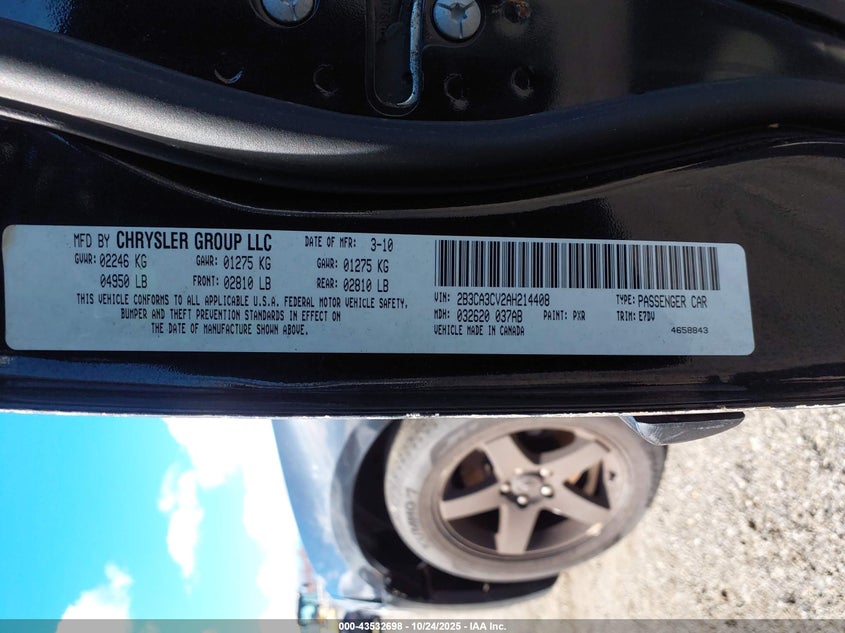 MFD BY CHRYSLER GROUP LLC DATE OF MFR: 3-10
GVWR: 02246 KG GAWR: 01275 KG GAWR: 01275 KG
04950 LB FRONT: 02810 LB REAR: 02810 LB
THIS VEHICLE CONFORMS TO ALL APPLICABLE U.S.A. FEDERAL MOTOR VEHICLE SAFETY,
BUMPER AND THEFT PREVENTION STANDARDS IN EFFECT ON
THE DATE OF MANUFACTURE SHOWN ABOVE.
VIN: 2B3CA3CV2AH214408 TYPE: PASSENGER CAR
MDH: 032620 037AB PAINT: PXR TRIM: E7DV
VEHICLE MADE IN CANADA 4658843
000-43532698 - 10/24/2025 - IAA Inc.